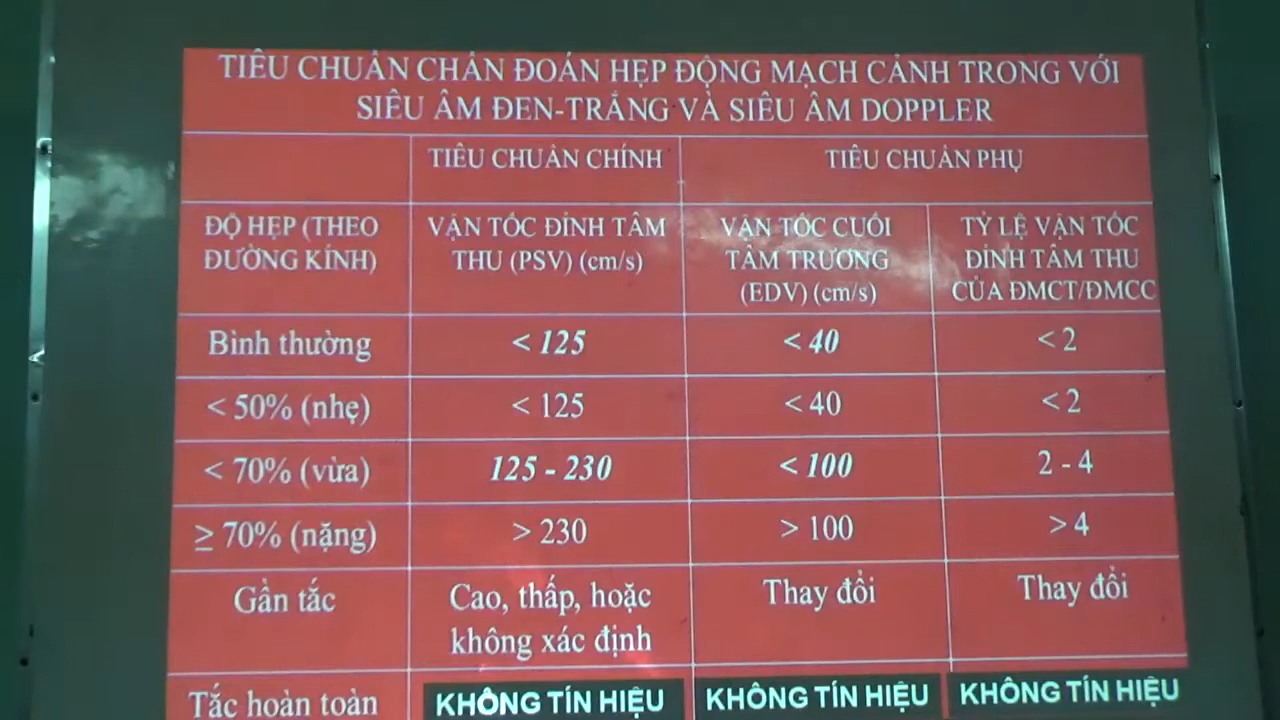 TIÊU CHUẨN CHẨN ĐOÁN HẸP ĐỘNG MẠCH CẢNH TRONG VỚI
SIÊU ÂM ĐEN-TRẮNG VÀ SIÊU ÂM DOPPLER
TIÊU CHUẨN CHÍNH
TIÊU CHUẨN PHỤ
ĐỘ HẸP (THEO
ĐƯỜNG KÍNH)
VẬN TỐC ĐỈNH TÂM
THU (PSV) (cm/s)
VẬN TỐC CUỐI
TÂM TRƯƠNG
(EDV) (cm/s)
TỶ LỆ VẬN TỐC
ĐỈNH TÂM THU
CỦA ĐMCT/ĐMCC
Bình thường
< 125
< 40
< 2
< 50% (nhẹ)
< 125
< 40
< 2
< 70% (vừa)
125 - 230
< 100
2 - 4
≥ 70% (nặng)
> 230
> 100
> 4
Gần tắc
Cao, thấp, hoặc
không xác định
Thay đổi
Thay đổi
Tắc hoàn toàn
KHÔNG TÍN HIỆU
KHÔNG TÍN HIỆU
KHÔNG TÍN HIỆU